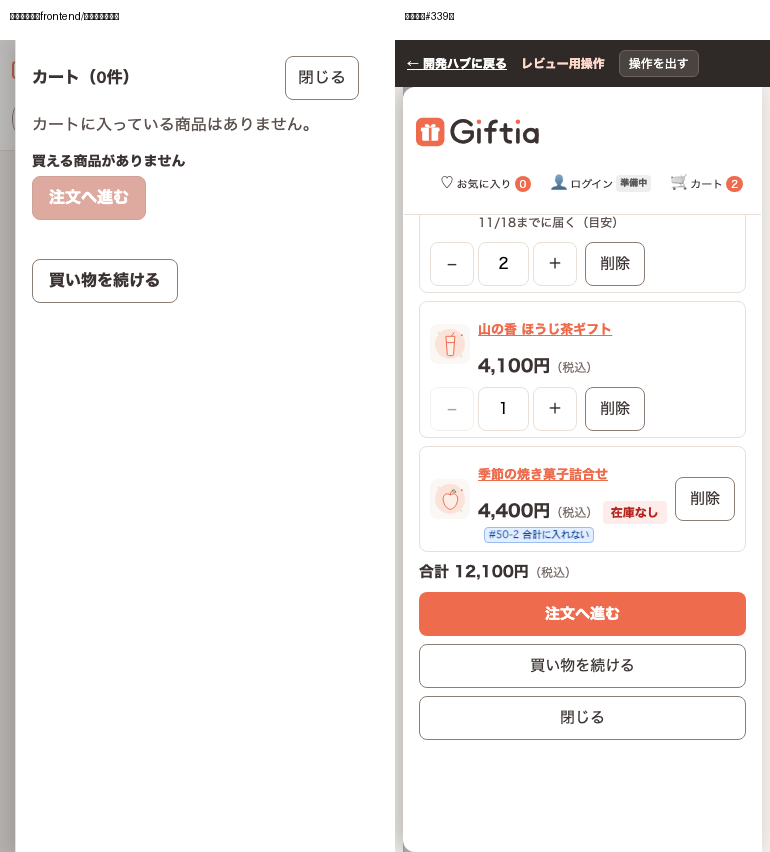 frontend/
カート（0件）
閉じる
カートに入っている商品はありません。
買える商品がありません
注文へ進む
買い物を続ける
#339
← 開発ハブに戻る
レビュー用操作
操作を出す
Giftia
お気に入り 0
ログイン 準備中
カート 2
11/18までに届く（目安）
− 2 + 削除
山の香 ほうじ茶ギフト
4,100円（税込）
− 1 + 削除
季節の焼き菓子詰合せ
4,400円（税込） 在庫なし
削除
#50-2 合計に入れない
合計 12,100円（税込）
注文へ進む
買い物を続ける
閉じる